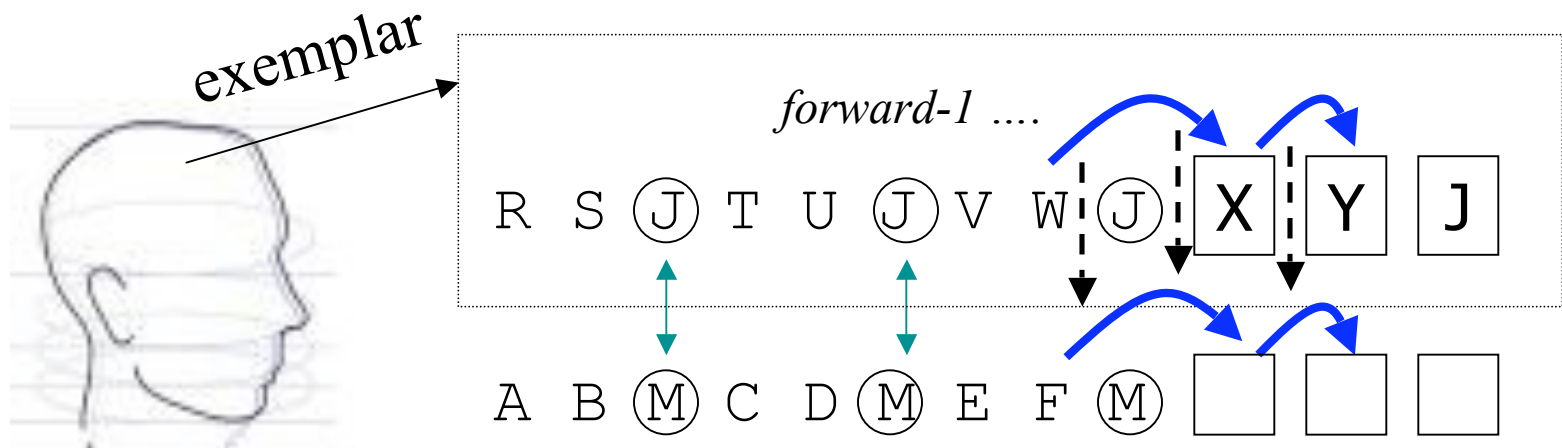 exemplar
forward-1 ....
R S J T U J V W J X Y J
A B M C D M E F M